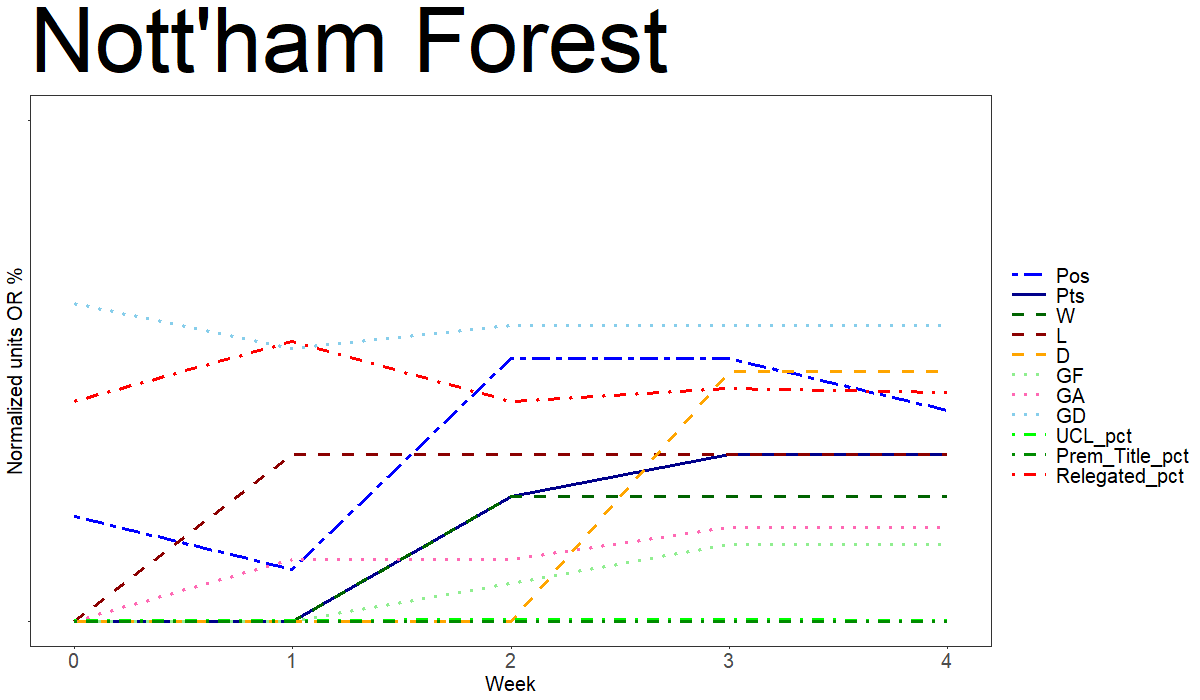 Nott'ham Forest
Normalized units OR %
Pos
Pts
W
L
D
GF
GA
GD
UCL_pct
Prem_Title_pct
Relegated_pct
0 1 2 3 4
Week